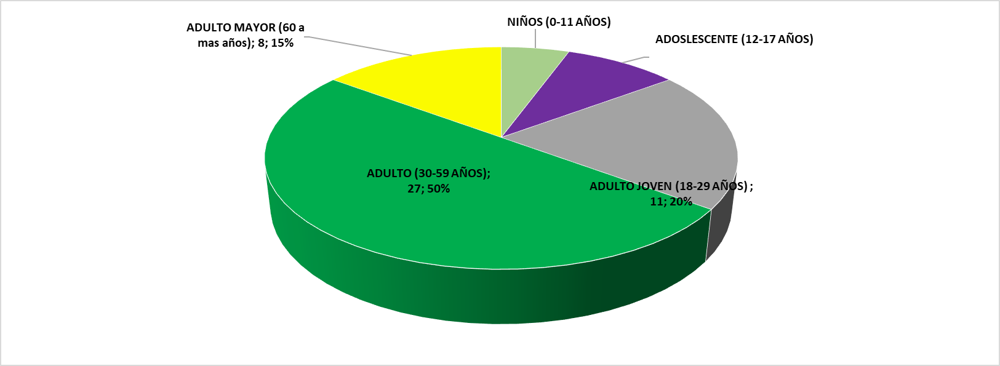 ADULTO MAYOR (60 a
mas años); 8; 15%
NIÑOS (0-11 AÑOS)
ADOSLESCENTE (12-17 AÑOS)
ADULTO (30-59 AÑOS);
27; 50%
ADULTO JOVEN (18-29 AÑOS) ;
11; 20%